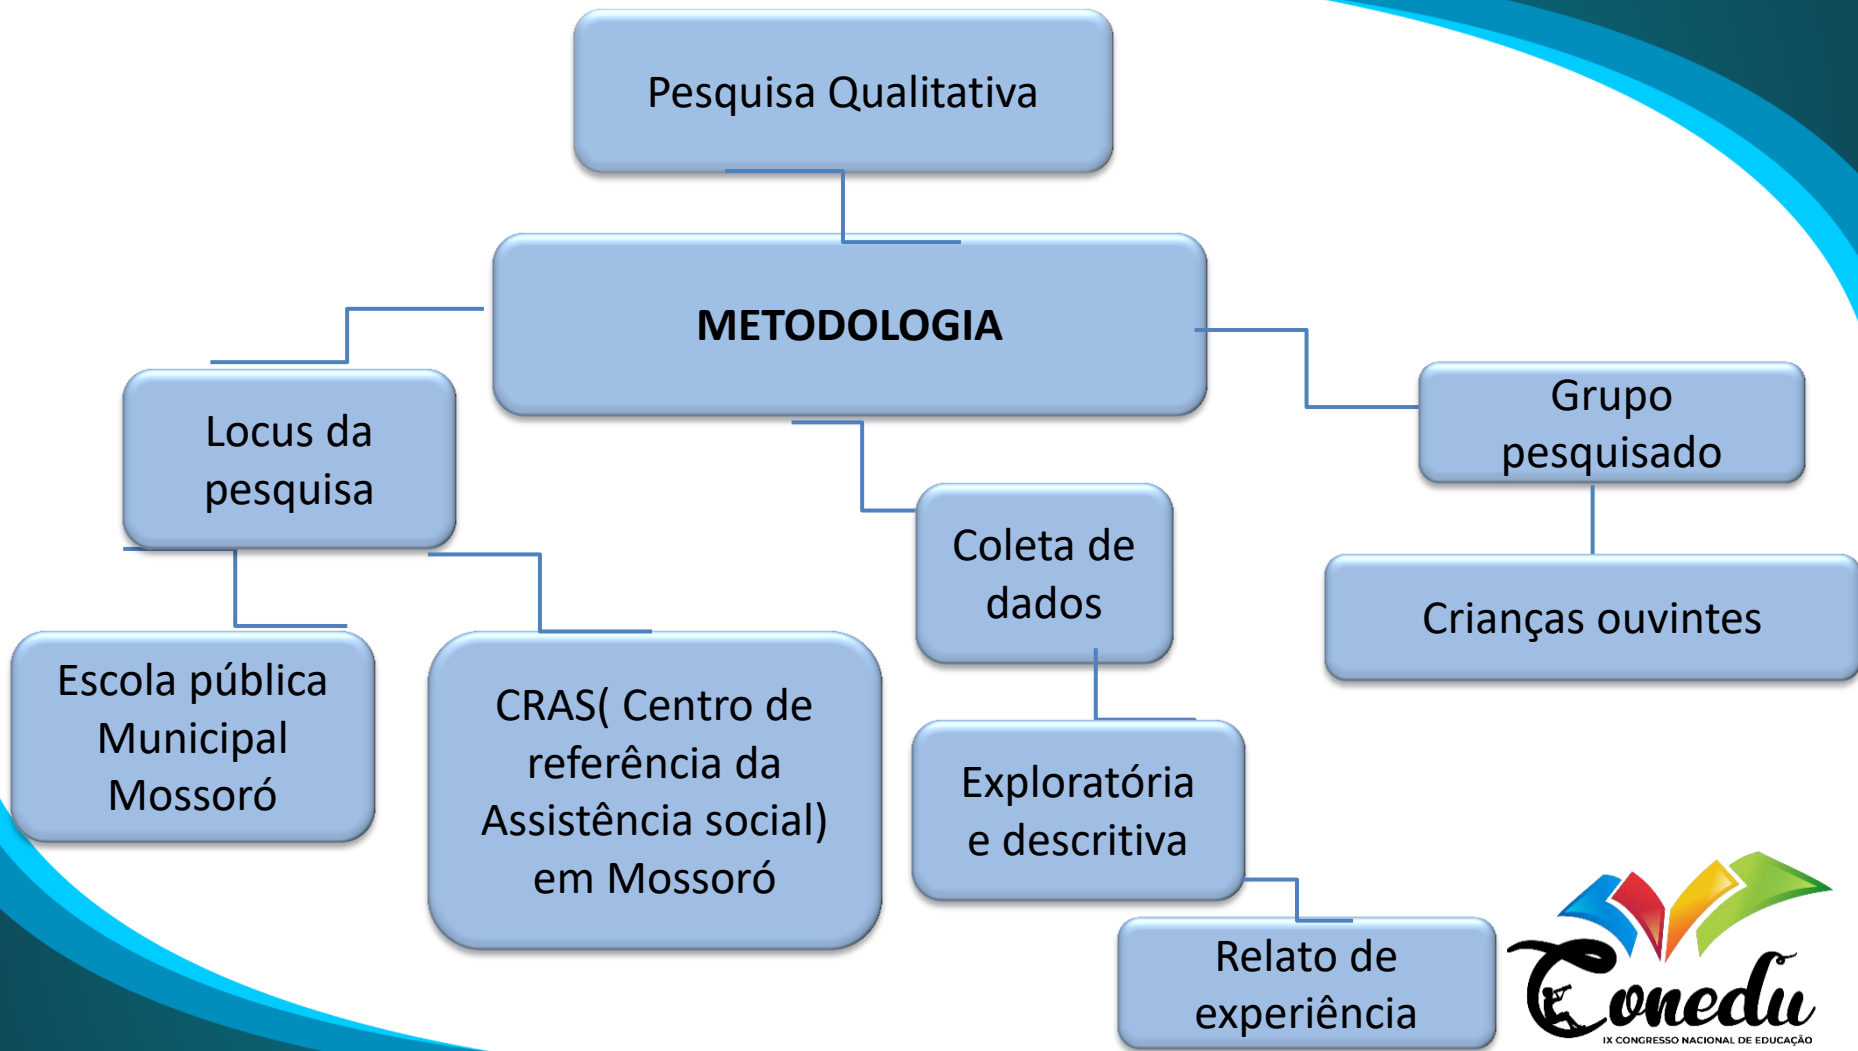 Pesquisa Qualitativa
METODOLOGIA
Locus da
pesquisa
Grupo
pesquisado
Coleta de
dados
Crianças ouvintes
Escola pública
Municipal
Mossoró
CRAS( Centro de
referência da
Assistência social)
em Mossoró
Exploratória
e descritiva
Relato de
experiência
Conedu
IX CONGRESSO NACIONAL DE EDUCAÇÃO